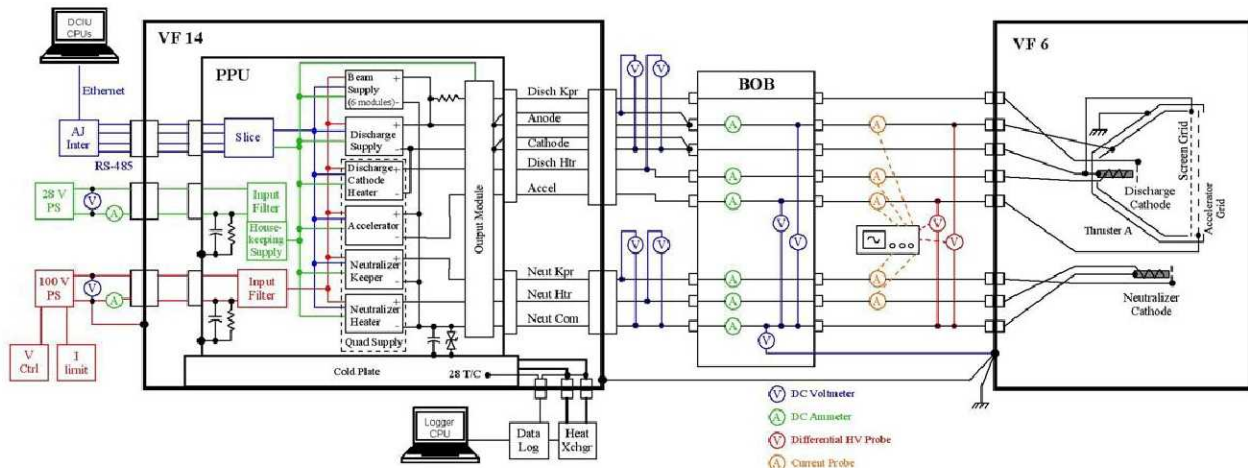 DCIU
CPUs
Ethernet
AJ
Inter
RS-485
28 V
PS
V
A
100 V
PS
V
A
V
Ctrl
I
limit
VF 14
PPU
Slice
Input
Filter
House-
keeping
Supply
Input
Filter
Beam
Supply
(6 modules)
+
-
Discharge
Supply
+
-
Discharge
Cathode
Heater
+
-
Accelerator
+
-
Neutralizer
Keeper
+
-
Neutralizer
Heater
+
-
Quad Supply
Output Module
Cold Plate
28 T/C
Disch Kpr
Anode
Cathode
Disch Htr
Accel
Neut Kpr
Neut Htr
Neut Com
Logger
CPU
Data
Log
Heat
Xchgr
V V
V V
BOB
A
A
A
A
A
A
A
A
V
V
V
A
A
A
A
A
A
V
V
VF 6
Screen Grid
Accelerator
Grid
Discharge
Cathode
Thruster A
Neutralizer
Cathode
V DC Voltmeter
A DC Ammeter
V Differential HV Probe
A Current Probe